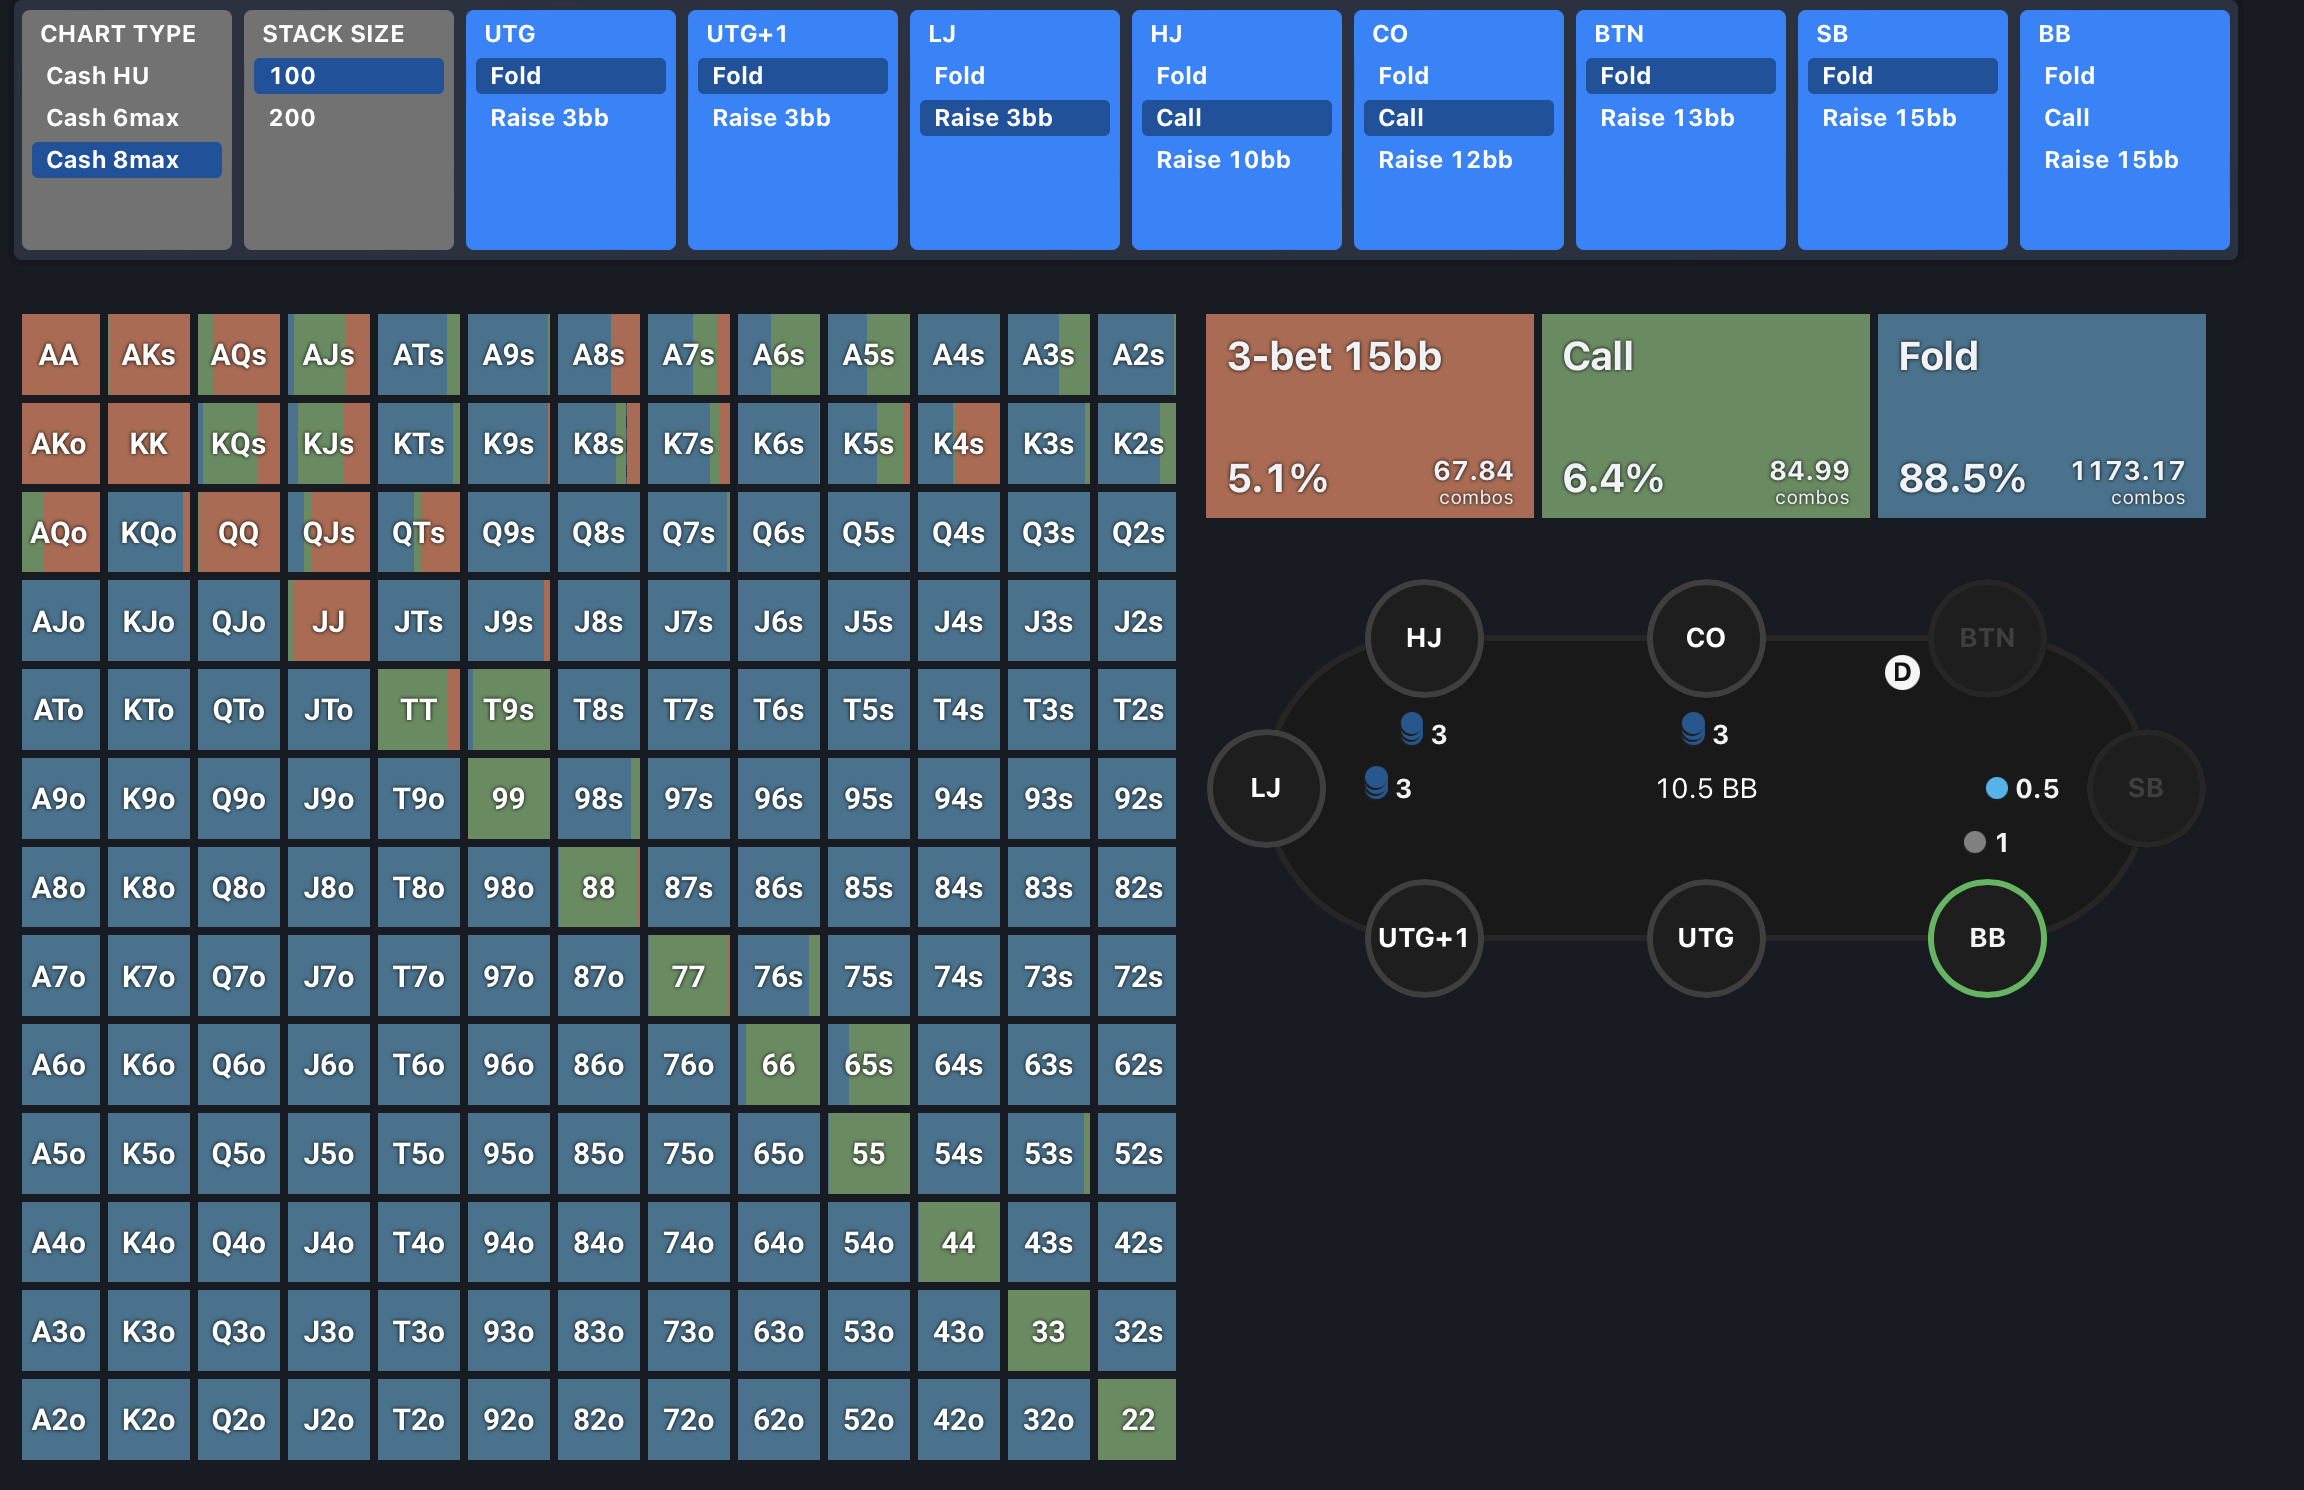 CHART TYPE
Cash HU
Cash 6max
Cash 8max
STACK SIZE
100
200
UTG
Fold
Raise 3bb
UTG+1
Fold
Raise 3bb
LJ
Fold
Raise 3bb
HJ
Fold
Call
Raise 10bb
CO
Fold
Call
Raise 12bb
BTN
Fold
Raise 13bb
SB
Fold
Raise 15bb
BB
Fold
Call
Raise 15bb
AA AKs AQs AJs ATs A9s A8s A7s A6s A5s A4s A3s A2s
AKo KK KQs KJs KTs K9s K8s K7s K6s K5s K4s K3s K2s
AQo KQo QQ QJs QTs Q9s Q8s Q7s Q6s Q5s Q4s Q3s Q2s
AJo KJo QJo JJ JTs J9s J8s J7s J6s J5s J4s J3s J2s
ATo KTo QTo JTo TT T9s T8s T7s T6s T5s T4s T3s T2s
A9o K9o Q9o J9o T9o 99 98s 97s 96s 95s 94s 93s 92s
A8o K8o Q8o J8o T8o 98o 88 87s 86s 85s 84s 83s 82s
A7o K7o Q7o J7o T7o 97o 87o 77 76s 75s 74s 73s 72s
A6o K6o Q6o J6o T6o 96o 86o 76o 66 65s 64s 63s 62s
A5o K5o Q5o J5o T5o 95o 85o 75o 65o 55 54s 53s 52s
A4o K4o Q4o J4o T4o 94o 84o 74o 64o 54o 44 43s 42s
A3o K3o Q3o J3o T3o 93o 83o 73o 63o 53o 43o 33 32s
A2o K2o Q2o J2o T2o 92o 82o 72o 62o 52o 42o 32o 22
3-bet 15bb
5.1%
67.84
combos
Call
6.4%
84.99
combos
Fold
88.5%
1173.17
combos
HJ
CO
BTN
D
3
3
LJ
3
10.5 BB
0.5
SB
1
UTG+1
UTG
BB